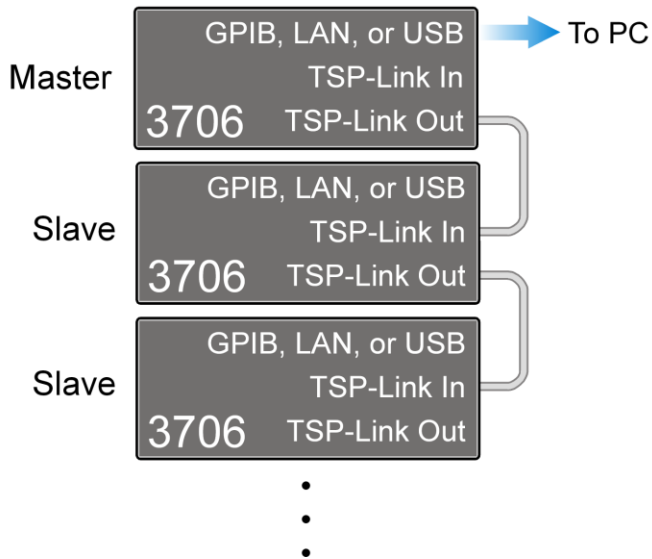 GPIB, LAN, or USB
To PC
Master
TSP-Link In
3706
TSP-Link Out
GPIB, LAN, or USB
Slave
TSP-Link In
3706
TSP-Link Out
GPIB, LAN, or USB
Slave
TSP-Link In
3706
TSP-Link Out